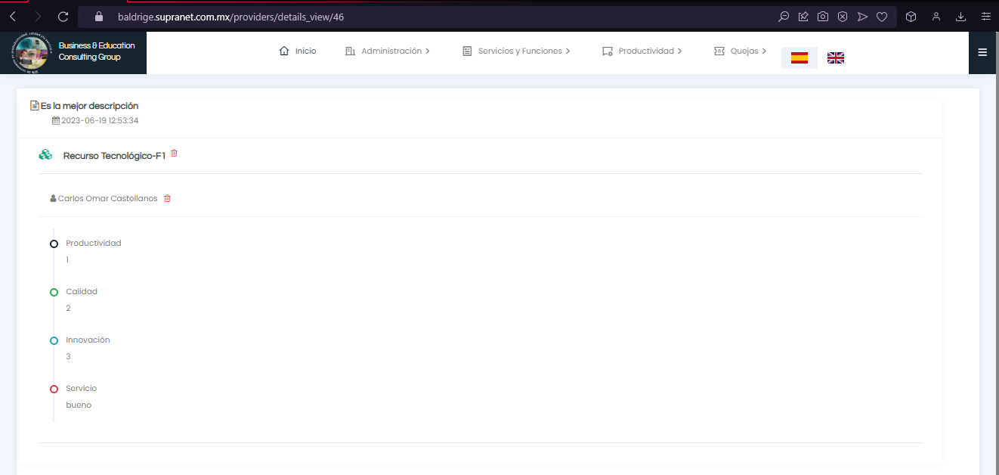 baldrige.supranet.com.mx/providers/details_view/46
Business & Education
Consulting Group
Inicio
Administración
Servicios y Funciones
Productividad
Quejas
Es la mejor descripción
2023-06-19 12:53:34
Recurso Tecnológico-F1
Carlos Omar Castellanos
Productividad
1
Calidad
2
Innovación
3
Servicio
bueno